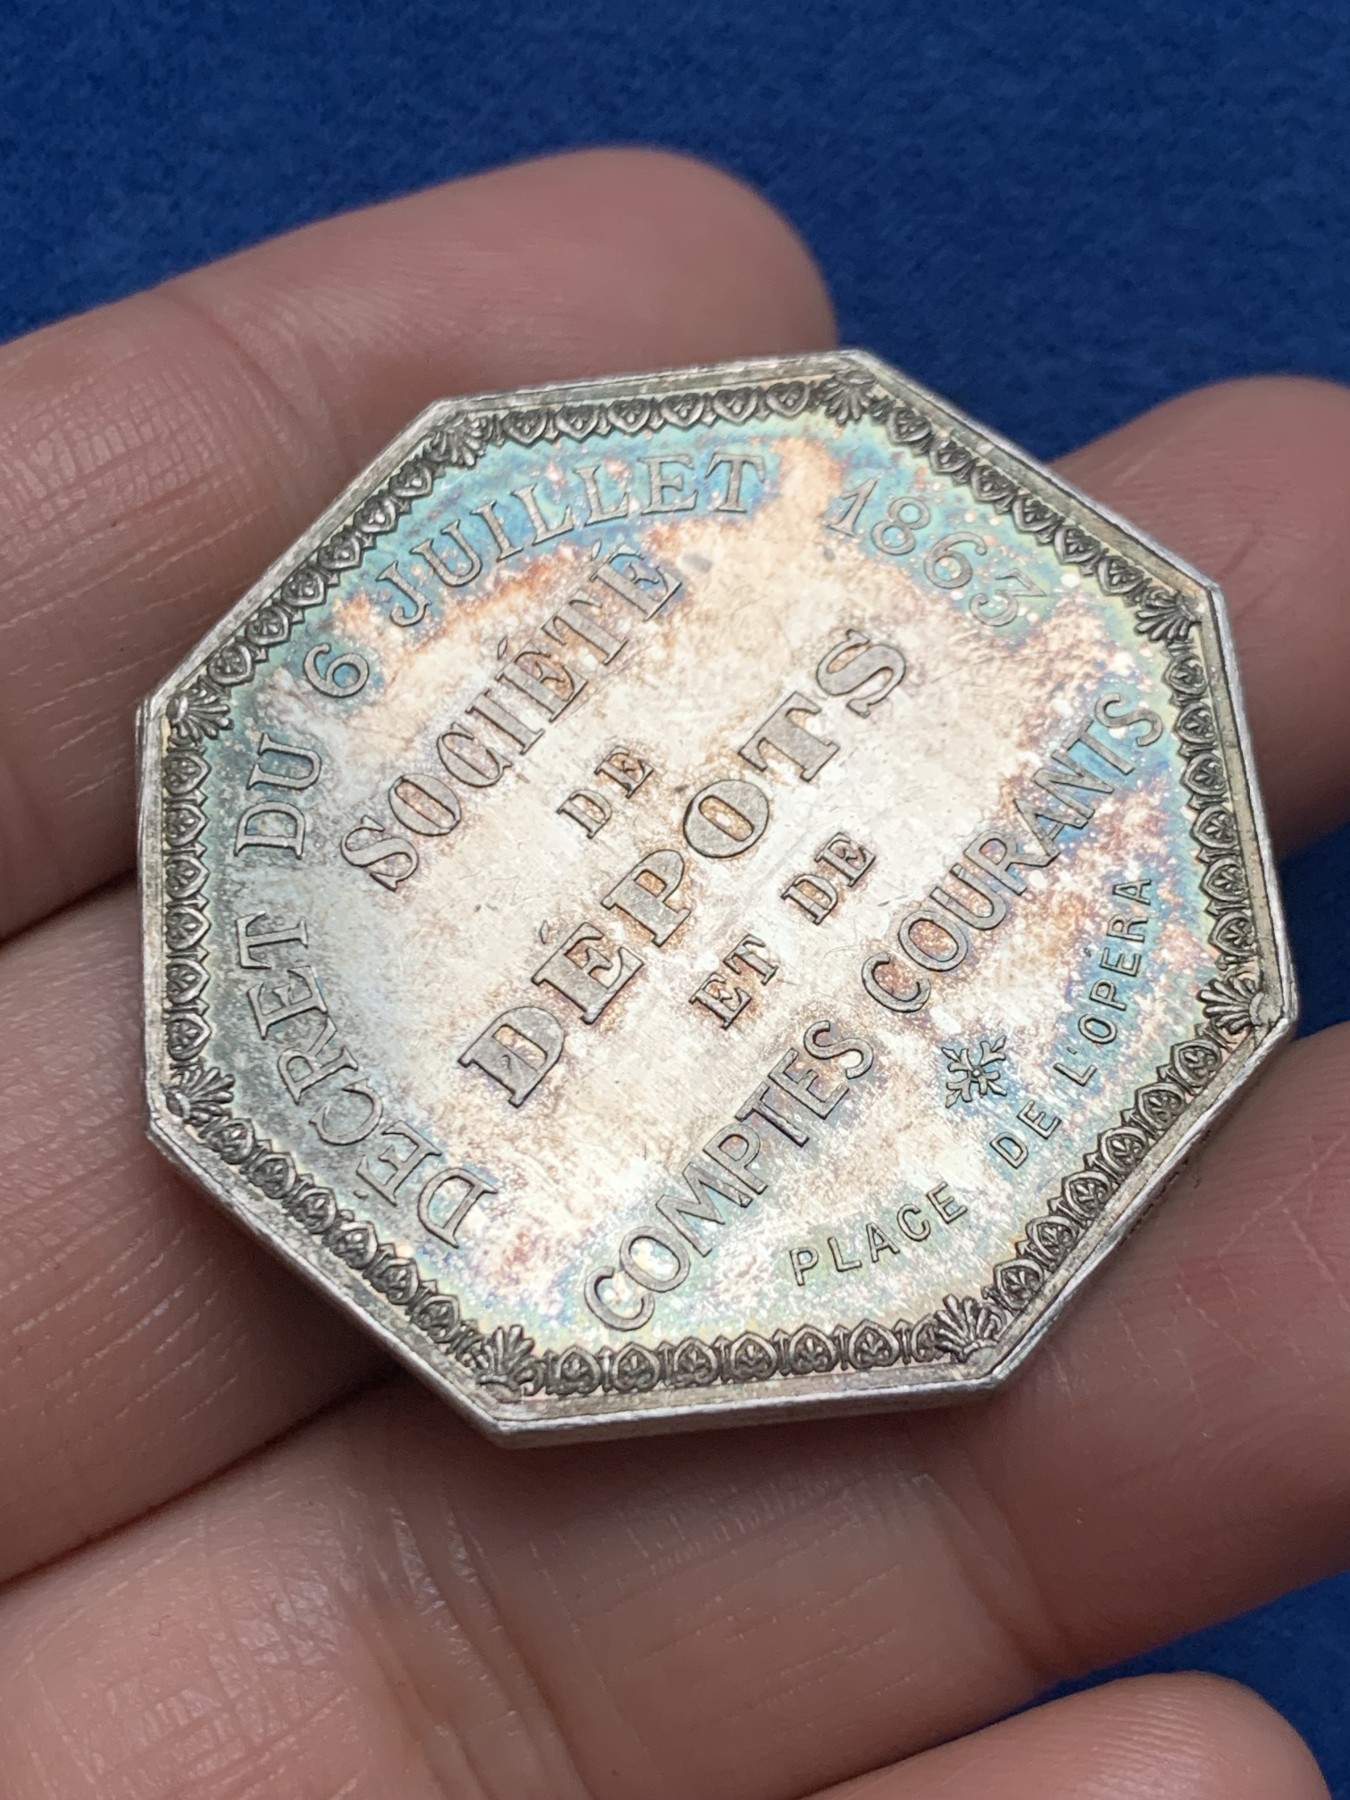 DÉCRET DU 6 JUILLET 1863
SOCIÉTÉ
DE
DÉPOTS
ET DE
COMPTES COURANTS
PLACE DE L'OPÉRA